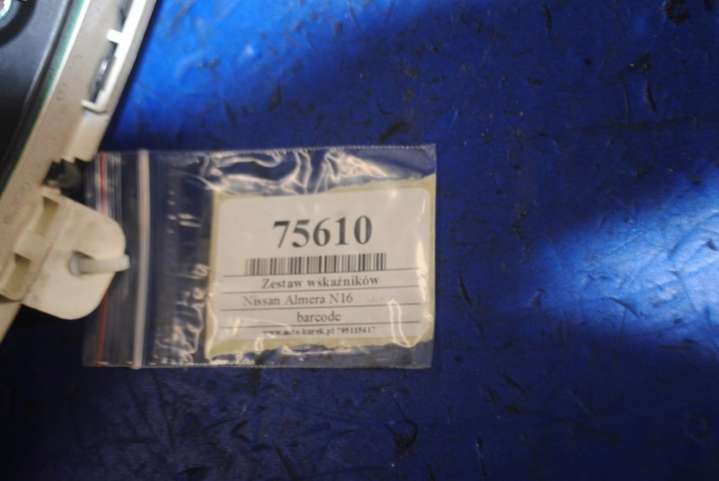 75610
Zestaw wskaźników
Nissan Almera N16
barcode